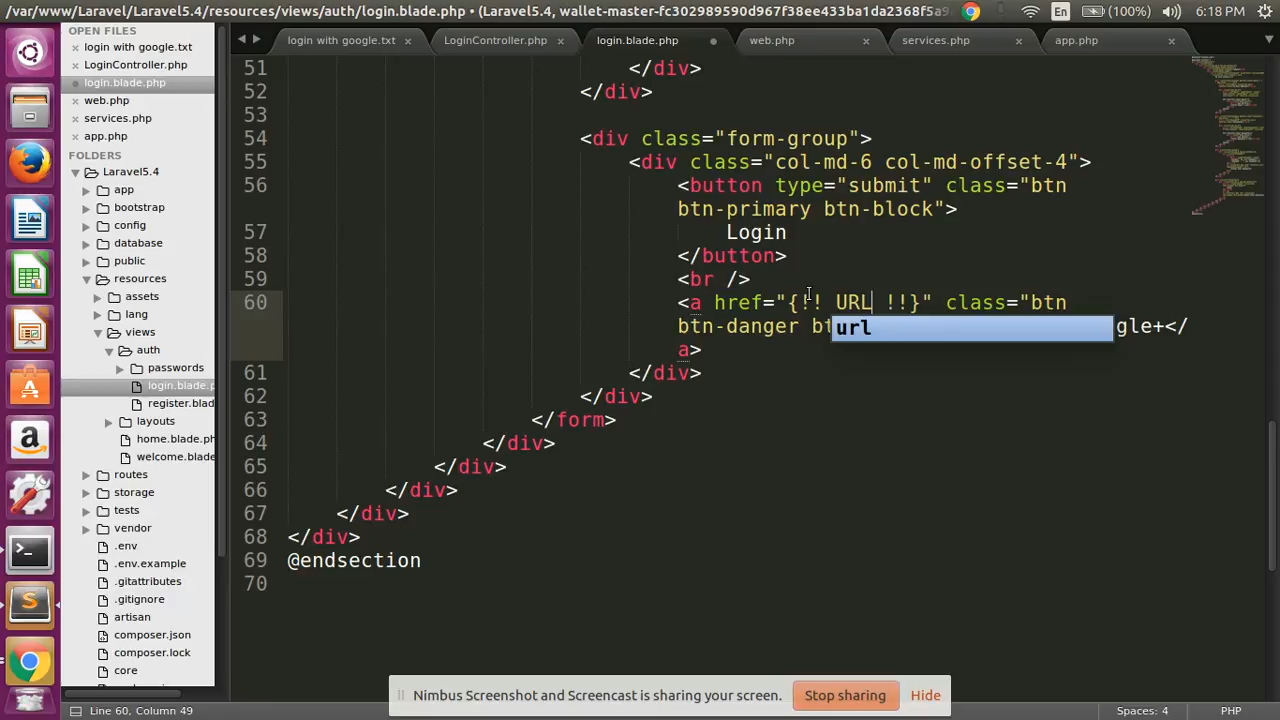 /var/www/Laravel/Laravel5.4/resources/views/auth/login.blade.php • (Laravel5.4, wallet-master-fc302989590d967f38ee433ba1da2368f5a9...
En (100%) 6:18 PM
OPEN FILES
login with google.txt
LoginController.php
login.blade.php
web.php
services.php
app.php
FOLDERS
Laravel5.4
app
bootstrap
config
database
public
resources
assets
lang
views
auth
passwords
login.blade.p
register.blad
layouts
home.blade.ph
welcome.blade
routes
storage
tests
vendor
.env
.env.example
.gitattributes
.gitignore
artisan
composer.json
composer.lock
core
login with google.txt × LoginController.php × login.blade.php • web.php × services.php × app.php ×
51 </div>
52 </div>
53
54 <div class="form-group">
55 <div class="col-md-6 col-md-offset-4">
56 <button type="submit" class="btn
btn-primary btn-block">
57 Login
58 </button>
59 <br />
60 <a href="{!! URL !!}" class="btn
btn-danger bt gle+</
url
a>
61 </div>
62 </div>
63 </form>
64 </div>
65 </div>
66 </div>
67 </div>
68 </div>
69 @endsection
70
Nimbus Screenshot and Screencast is sharing your screen. Stop sharing Hide
Line 60, Column 49 Spaces: 4 PHP